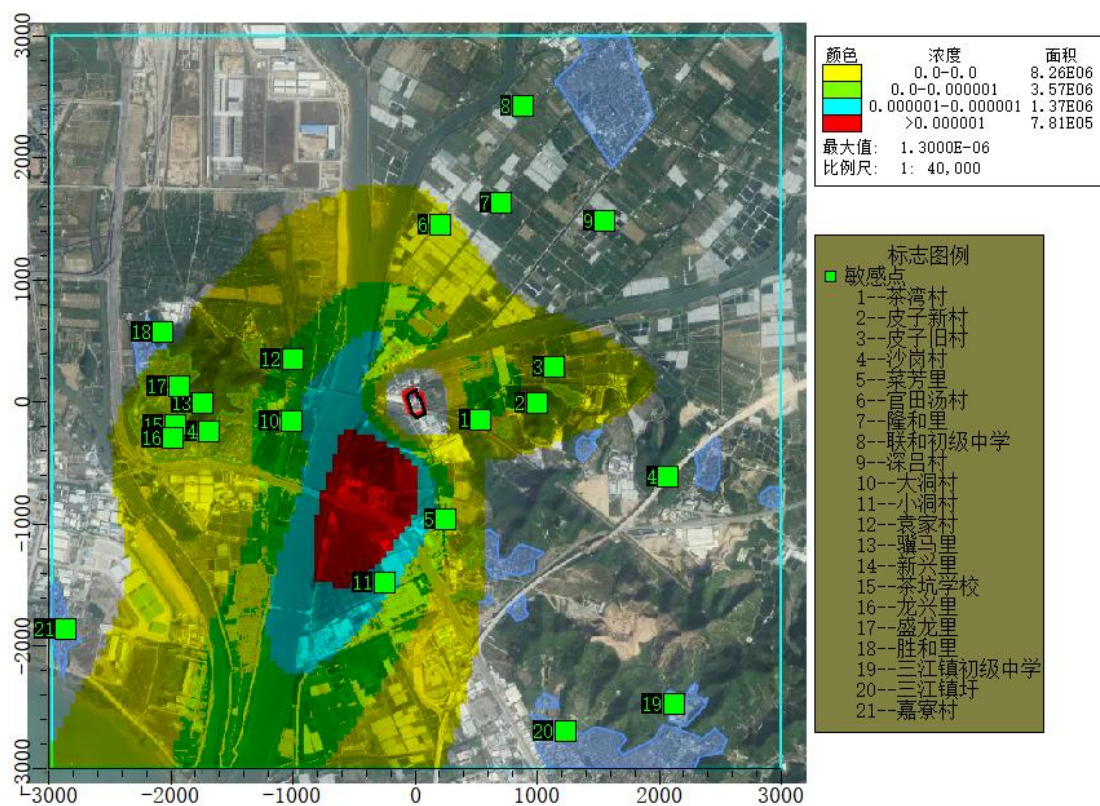 颜色 浓度 面积
0.0-0.0 8.26E06
0.0-0.000001 3.57E06
0.000001-0.000001 1.37E06
>0.000001 7.81E05
最大值: 1.3000E-06
比例尺: 1: 40,000
标志图例
敏感点
1--茶湾村
2--皮子新村
3--皮子旧村
4--沙岗村
5--菜芳里
6--官田汤村
7--隆和里
8--联和初级中学
9--深吕村
10--大洞村
11--小洞村
12--袁家村
13--骥马里
14--新兴里
15--茶坑学校
16--龙兴里
17--盛龙里
18--胜和里
19--三江镇初级中学
20--三江镇圩
21--嘉寮村
3000
2000
1000
0
-1000
-2000
-3000
-3000 -2000 -1000 0 1000 2000 3000
8
7
6
9
18
12
3
17
13
2
10
1
15
4
16
4
5
11
21
19
20